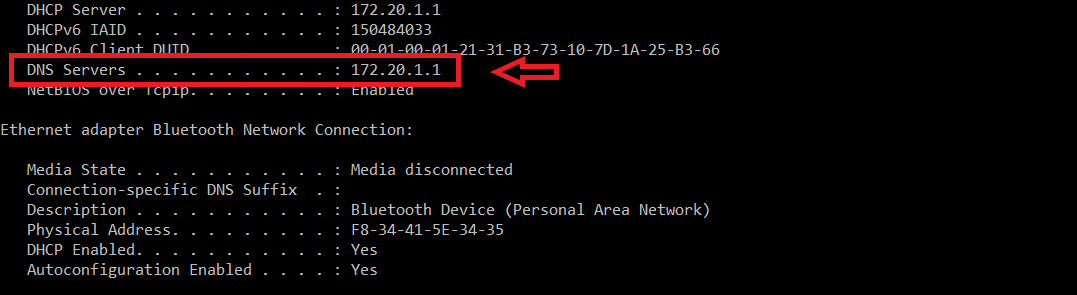 DHCP Server . . . . . . . . . . . : 172.20.1.1
DHCPv6 IAID . . . . . . . . . . . : 150484033
DHCPv6 Client DUID. . . . . . . . : 00-01-00-01-21-31-B3-73-10-7D-1A-25-B3-66
DNS Servers . . . . . . . . . . . : 172.20.1.1
NetBIOS over Tcpip. . . . . . . . : Enabled
Ethernet adapter Bluetooth Network Connection:
Media State . . . . . . . . . . . : Media disconnected
Connection-specific DNS Suffix  . :
Description . . . . . . . . . . . : Bluetooth Device (Personal Area Network)
Physical Address. . . . . . . . . : F8-34-41-5E-34-35
DHCP Enabled. . . . . . . . . . . : Yes
Autoconfiguration Enabled . . . . : Yes